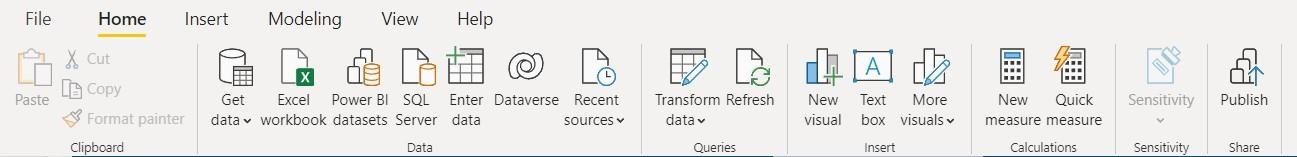 File Home Insert Modeling View Help
Paste
Cut
Copy
Format painter
Clipboard
Get data
Excel workbook
Power BI datasets
SQL Server
Enter data
Dataverse
Recent sources
Data
Transform data
Refresh
Queries
New visual
A
Text box
More visuals
Insert
New measure
Quick measure
Calculations
Sensitivity
Sensitivity
Publish
Share